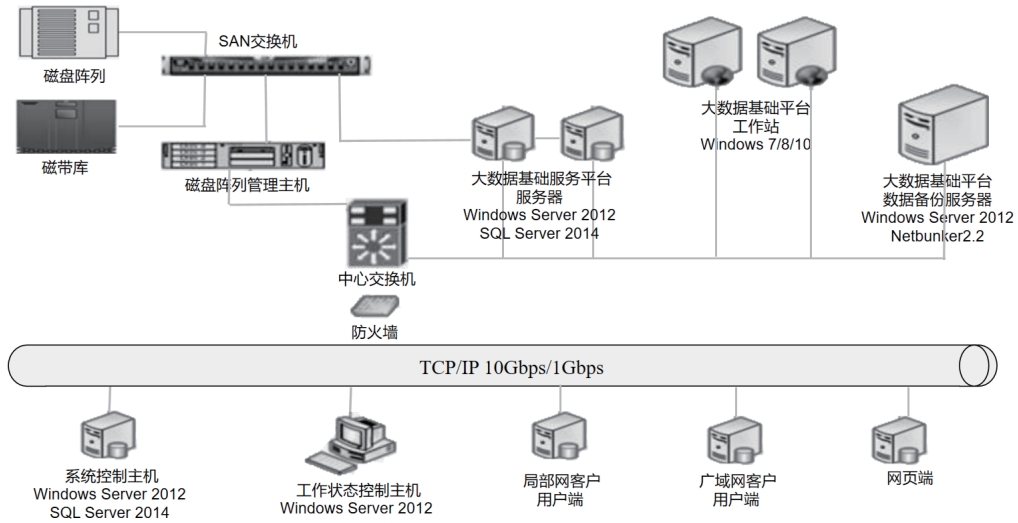 SAN交换机
磁盘阵列
磁带库
磁盘阵列管理主机
大数据基础服务平台
服务器
Windows Server 2012
SQL Server 2014
大数据基础平台
工作站
Windows 7/8/10
大数据基础平台
数据备份服务器
Windows Server 2012
Netbunker2.2
中心交换机
防火墙
TCP/IP 10Gbps/1Gbps
系统控制主机
Windows Server 2012
SQL Server 2014
工作状态控制主机
Windows Server 2012
局部网客户
用户端
广域网客户
用户端
网页端